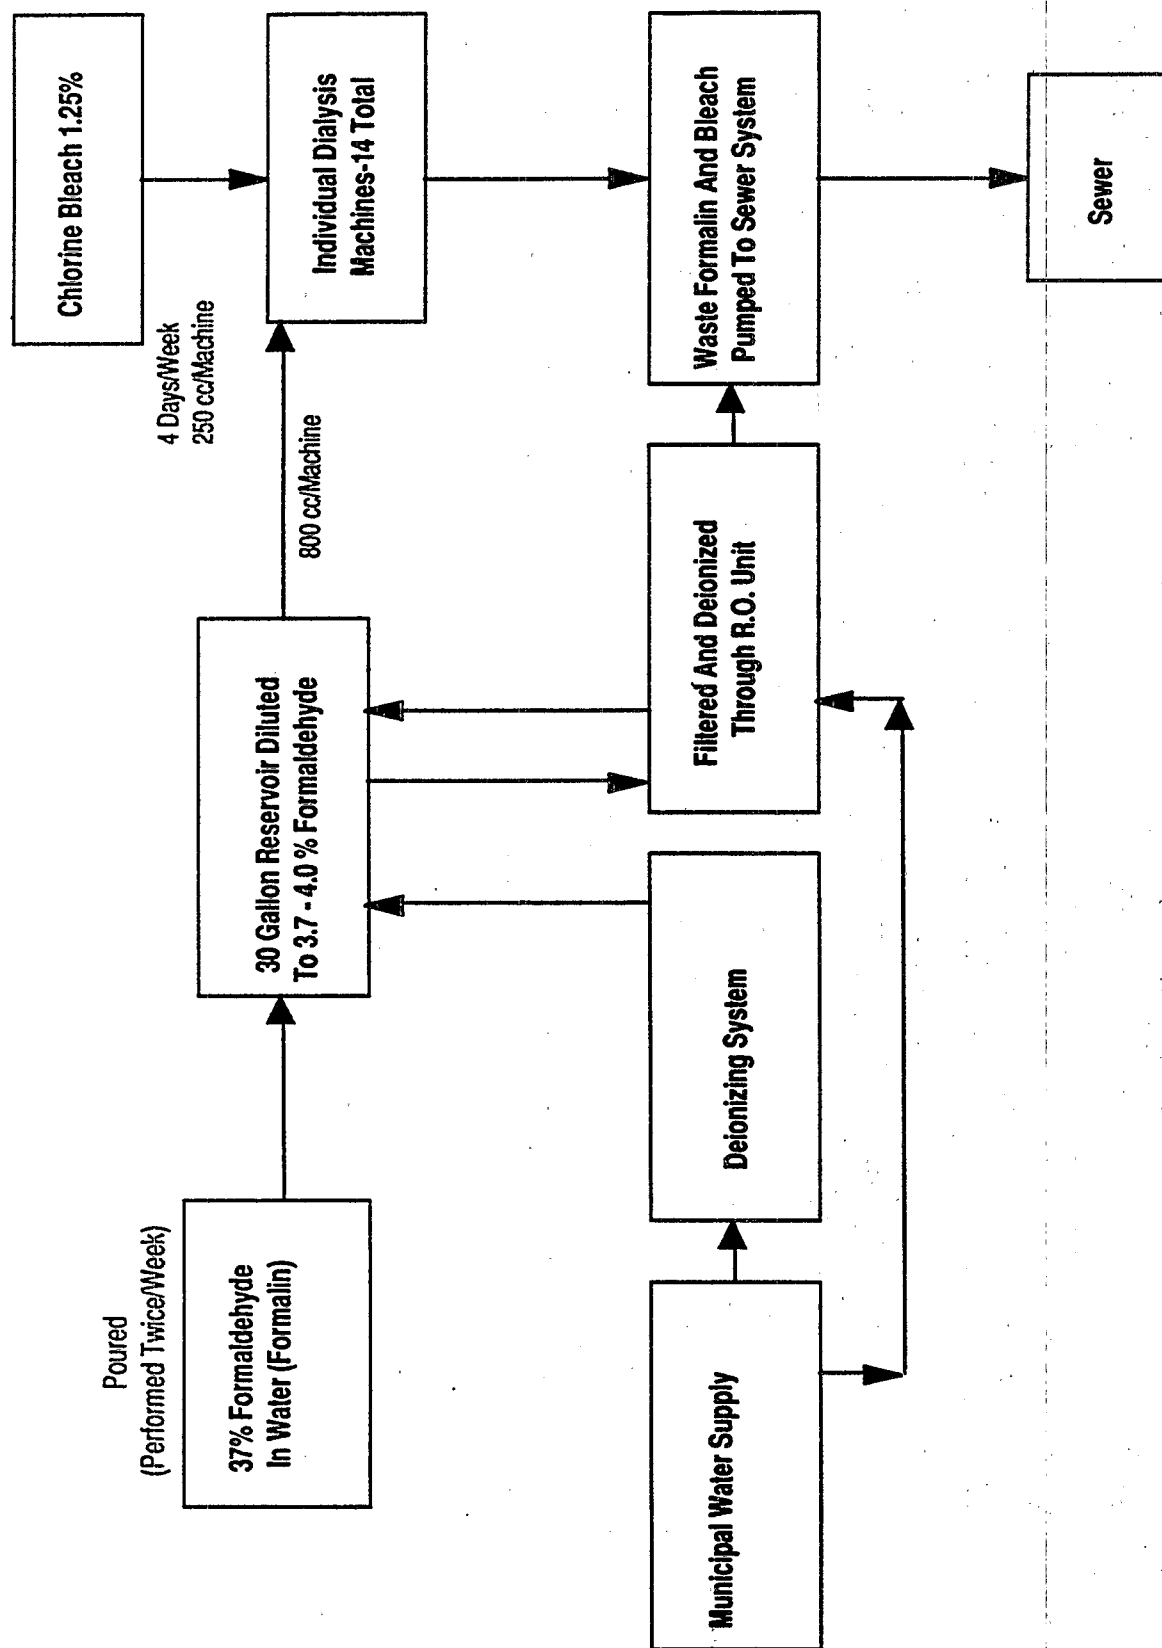 Poured
(Performed Twice/Week)
37% Formaldehyde
In Water (Formalin)
30 Gallon Reservoir Diluted
To 3.7 - 4.0 % Formaldehyde
800 cc/Machine
4 Days/Week
250 cc/Machine
Chlorine Bleach 1.25%
Individual Dialysis
Machines-14 Total
Municipal Water Supply
Deionizing System
Filtered And Deionized
Through R.O. Unit
Waste Formalin And Bleach
Pumped To Sewer System
Sewer